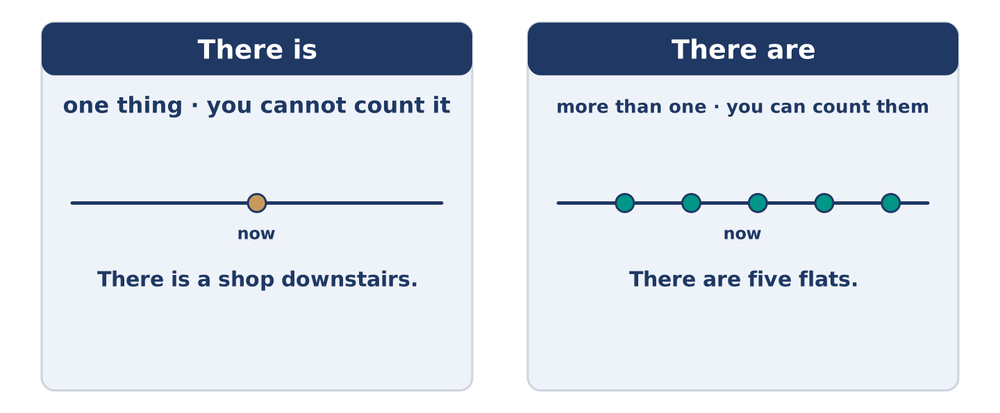 There is
one thing · you cannot count it
now
There is a shop downstairs.
There are
more than one · you can count them
now
There are five flats.